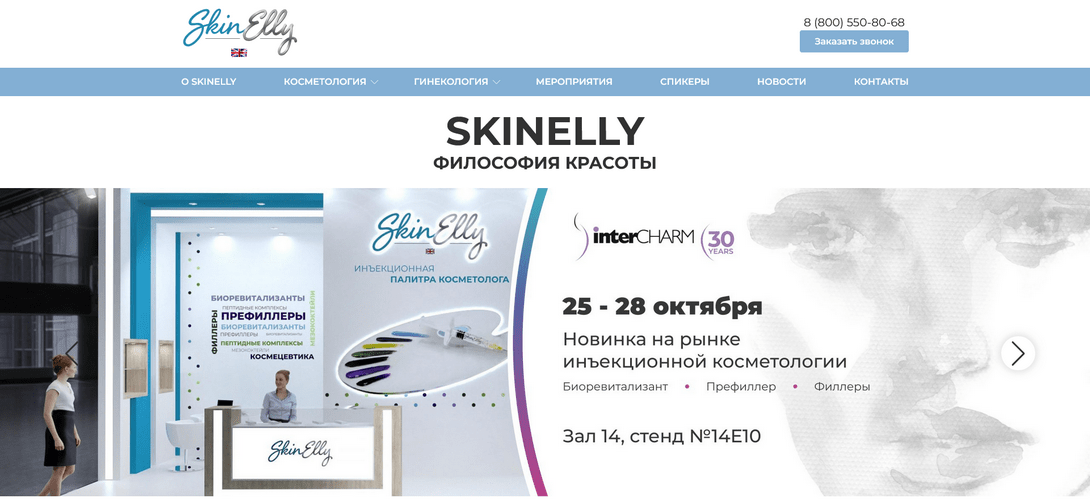 SkinElly
8 (800) 550-80-68
Заказать звонок
О SKINELLY
КОСМЕТОЛОГИЯ
ГИНЕКОЛОГИЯ
МЕРОПРИЯТИЯ
СПИКЕРЫ
НОВОСТИ
КОНТАКТЫ
SKINELLY
ФИЛОСОФИЯ КРАСОТЫ
SkinElly
ИНЪЕКЦИОННАЯ
ПАЛИТРА КОСМЕТОЛОГА
БИОРЕВИТАЛИЗАНТЫ
ПЕПТИДНЫЕ КОМПЛЕКСЫ
ПРЕФИЛЛЕРЫ
БИОРЕВИТАЛИЗАНТЫ
ПРЕФИЛЛЕРЫ
БИОРЕВИТАЛИЗАНТЫ
ПЕПТИДНЫЕ КОМПЛЕКСЫ
МЕЗОКОКТЕЙЛИ
КОСМЕЦЕВТИКА
ФИЛЛЕРЫ
МЕЗОКОКТЕЙЛИ
SkinElly
interCHARM
30
YEARS
25 - 28 октября
Новинка на рынке
инъекционной косметологии
Биоревитализант • Префиллер • Филлеры
Зал 14, стенд №14Е10